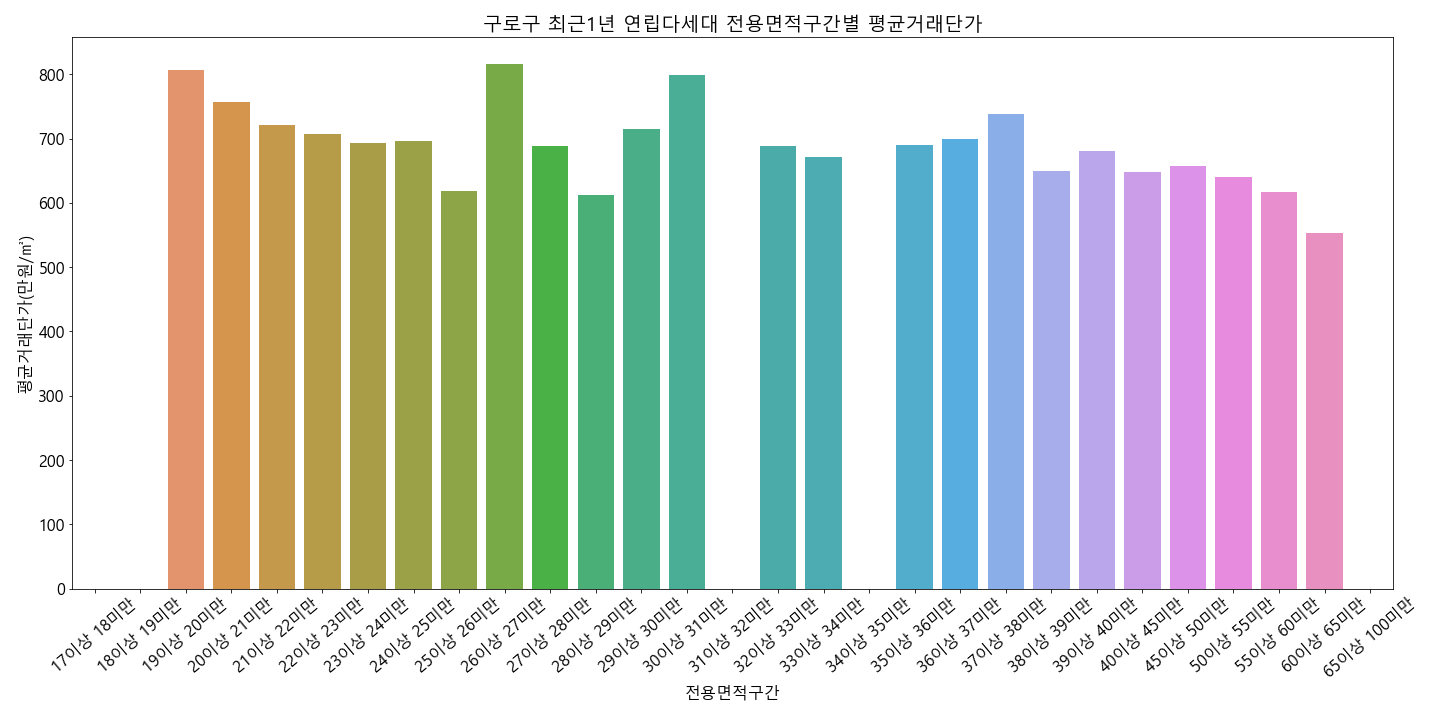 구로구 최근1년 연립다세대 전용면적구간별 평균거래단가
평균거래단가(만원/㎡)
800
700
600
500
400
300
200
100
0
17이상 18미만
18이상 19미만
19이상 20미만
20이상 21미만
21이상 22미만
22이상 23미만
23이상 24미만
24이상 25미만
25이상 26미만
26이상 27미만
27이상 28미만
28이상 29미만
29이상 30미만
30이상 31미만
31이상 32미만
32이상 33미만
33이상 34미만
34이상 35미만
35이상 36미만
36이상 37미만
37이상 38미만
38이상 39미만
39이상 40미만
40이상 45미만
45이상 50미만
50이상 55미만
55이상 60미만
60이상 65미만
65이상 100미만
전용면적구간